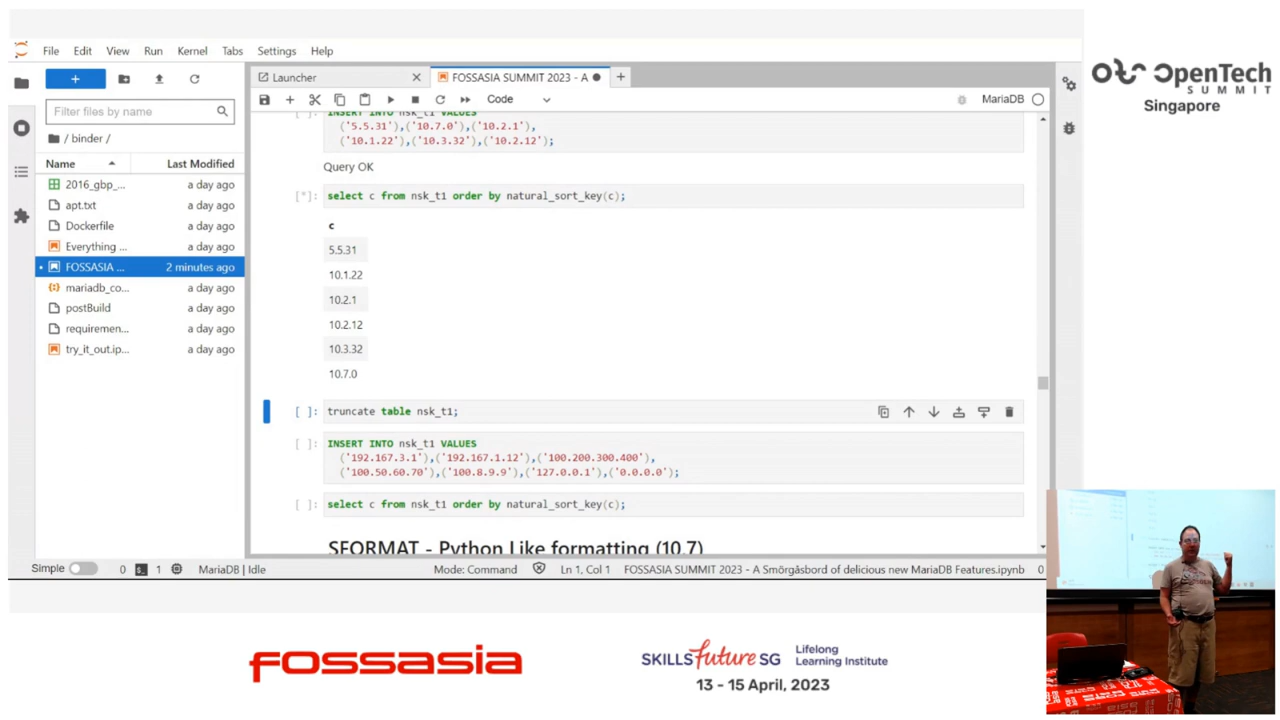 File Edit View Run Kernel Tabs Settings Help
Launcher
FOSSASIA SUMMIT 2023 - A
Filter files by name
/ binder /
Name
Last Modified
2016_gbp_... a day ago
apt.txt a day ago
Dockerfile a day ago
Everything ... a day ago
FOSSASIA ... 2 minutes ago
mariadb_co... a day ago
postBuild a day ago
requiremen... a day ago
try_it_out.ip... a day ago
Code
MariaDB
[ ]: INSERT INTO nsk_t1 VALUES
('5.5.31'),('10.7.0'),('10.2.1'),
('10.1.22'),('10.3.32'),('10.2.12');
Query OK
[*]: select c from nsk_t1 order by natural_sort_key(c);
c
5.5.31
10.1.22
10.2.1
10.2.12
10.3.32
10.7.0
[ ]: truncate table nsk_t1;
[ ]: INSERT INTO nsk_t1 VALUES
('192.167.3.1'),('192.167.1.12'),('100.200.300.400'),
('100.50.60.70'),('100.8.9.9'),('127.0.0.1'),('0.0.0.0');
[ ]: select c from nsk_t1 order by natural_sort_key(c);
SFORMAT - Python Like formatting (10.7)
Simple 0 1 MariaDB | Idle Mode: Command Ln 1, Col 1 FOSSASIA SUMMIT 2023 - A Smörgåsbord of delicious new MariaDB Features.ipynb 0
OpenTech
SUMMIT
Singapore
FOSSASIA
SKILLSfuture SG
Lifelong
Learning Institute
13 - 15 April, 2023